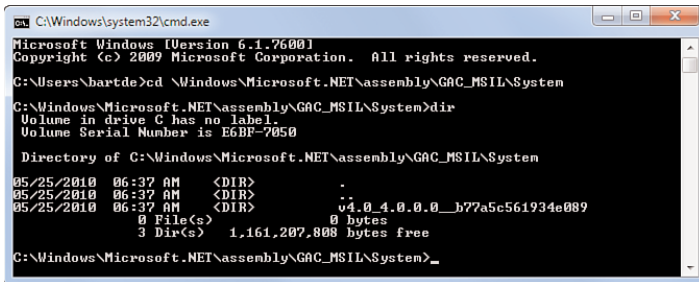 C:\Windows\system32\cmd.exe
Microsoft Windows [Version 6.1.7600]
Copyright (c) 2009 Microsoft Corporation.  All rights reserved.
C:\Users\bartde>cd \Windows\Microsoft.NET\assembly\GAC_MSIL\System
C:\Windows\Microsoft.NET\assembly\GAC_MSIL\System>dir
 Volume in drive C has no label.
 Volume Serial Number is E6BF-7050
 Directory of C:\Windows\Microsoft.NET\assembly\GAC_MSIL\System
05/25/2010  06:37 AM    <DIR>          .
05/25/2010  06:37 AM    <DIR>          ..
05/25/2010  06:37 AM    <DIR>          v4.0_4.0.0.0__b77a5c561934e089
               0 File(s)              0 bytes
               3 Dir(s)   1,161,207,808 bytes free
C:\Windows\Microsoft.NET\assembly\GAC_MSIL\System>_